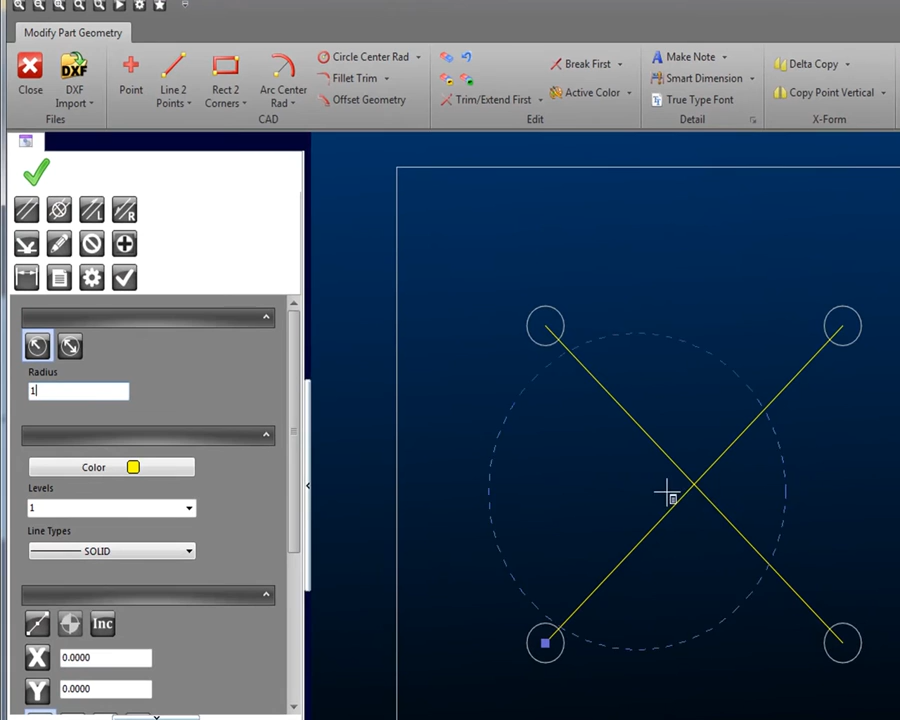 Modify Part Geometry
Close
DXF Import
Point
Line 2 Points
Rect 2 Corners
Arc Center Rad
Circle Center Rad
Fillet Trim
Offset Geometry
Trim/Extend First
Break First
Active Color
Make Note
Smart Dimension
True Type Font
Delta Copy
Copy Point Vertical
Files
CAD
Edit
Detail
X-Form
L
R
Radius
1
Color
Levels
1
Line Types
SOLID
Inc
X
0.0000
Y
0.0000